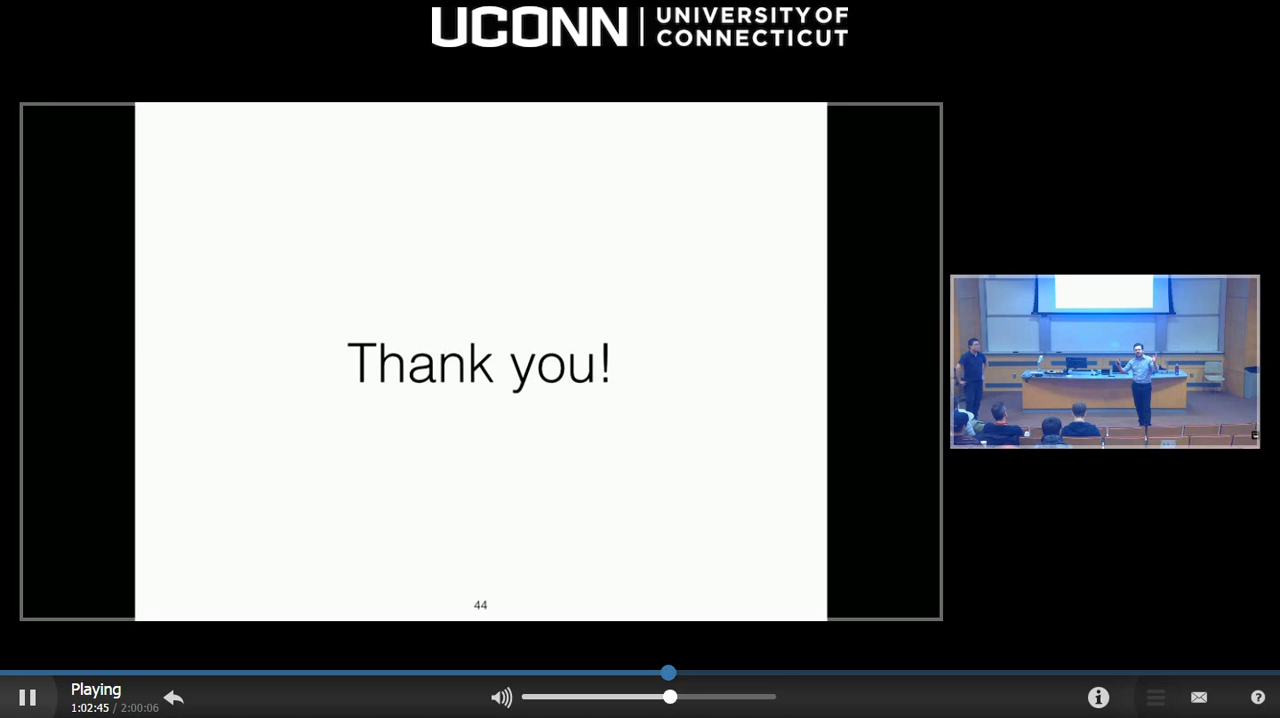 UCONN
UNIVERSITY OF
CONNECTICUT
Thank you!
44
Playing
1:02:45 / 2:00:06